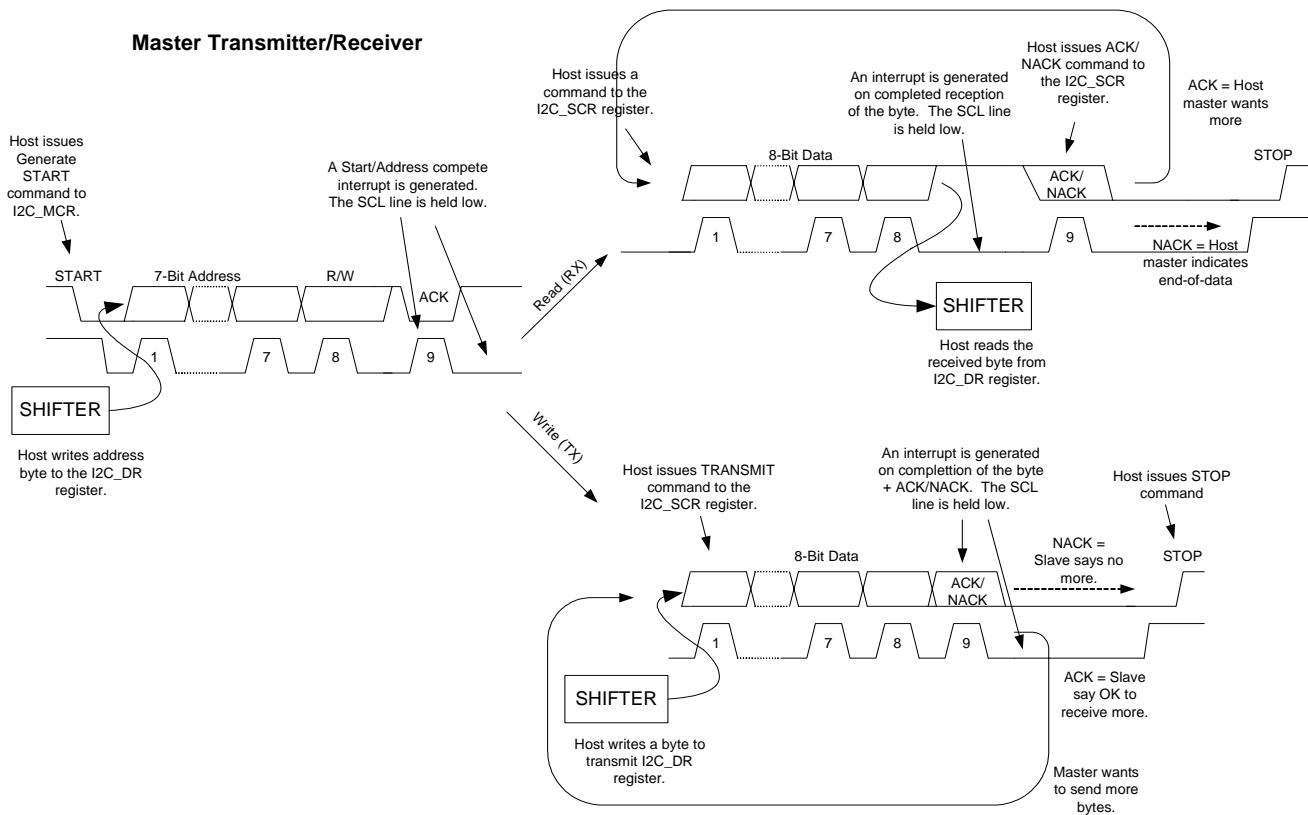 Master Transmitter/Receiver
Host issues
Generate
START
command to
I2C_MCR.
A Start/Address compete
interrupt is generated.
The SCL line is held low.
START
7-Bit Address
R/W
ACK
1
7
8
9
SHIFTER
Host writes address
byte to the I2C_DR
register.
Read (RX)
Write (TX)
Host issues a
command to the
I2C_SCR register.
An interrupt is generated
on completed reception
of the byte. The SCL line
is held low.
Host issues ACK/
NACK command to
the I2C_SCR
register.
ACK = Host
master wants
more
8-Bit Data
STOP
ACK/
NACK
1
7
8
9
NACK = Host
master indicates
end-of-data
SHIFTER
Host reads the
received byte from
I2C_DR register.
Host issues TRANSMIT
command to the
I2C_SCR register.
An interrupt is generated
on complettion of the byte
+ ACK/NACK. The SCL
line is held low.
Host issues STOP
command
8-Bit Data
NACK =
Slave says no
more.
STOP
ACK/
NACK
1
7
8
9
SHIFTER
ACK = Slave
say OK to
receive more.
Host writes a byte to
transmit I2C_DR
register.
Master wants
to send more
bytes.